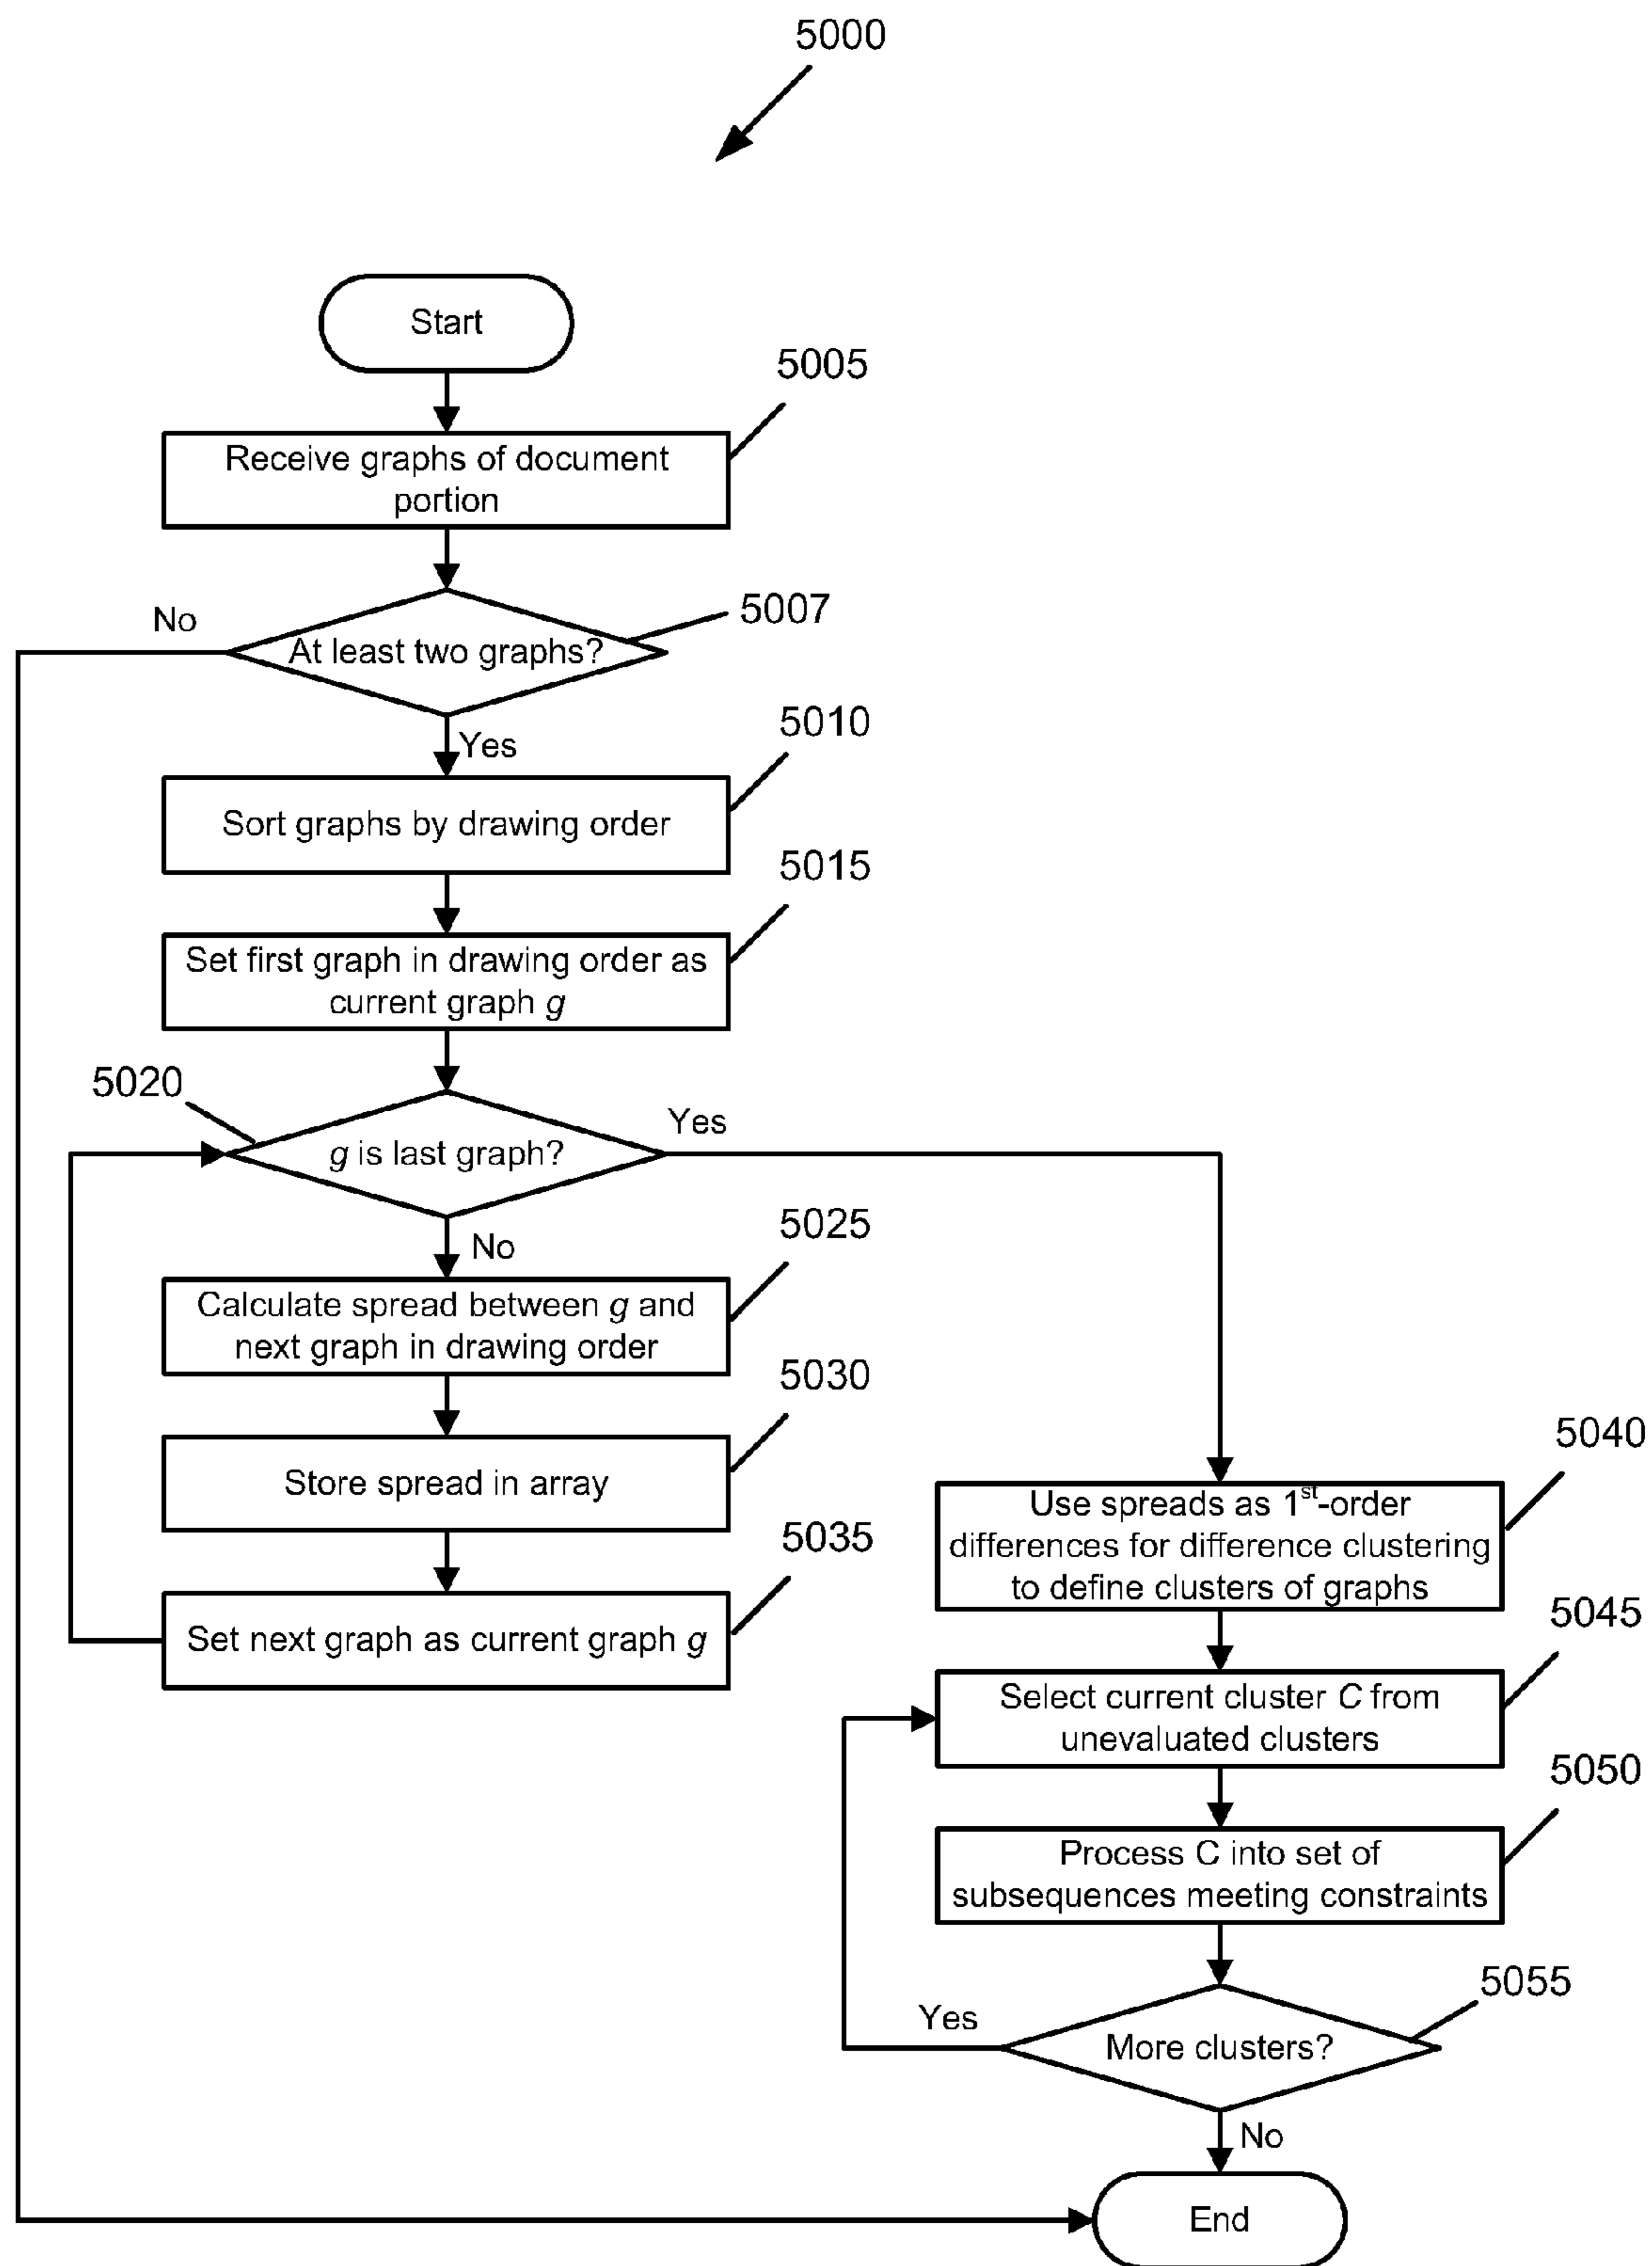 5000
Start
5005
Receive graphs of document
portion
No
5007
At least two graphs?
Yes
5010
Sort graphs by drawing order
5015
Set first graph in drawing order as
current graph g
5020
g is last graph?
Yes
No
5025
Calculate spread between g and
next graph in drawing order
5030
Store spread in array
5035
Set next graph as current graph g
5040
Use spreads as 1st-order
differences for difference clustering
to define clusters of graphs
5045
Select current cluster C from
unevaluated clusters
5050
Process C into set of
subsequences meeting constraints
5055
Yes
More clusters?
No
End